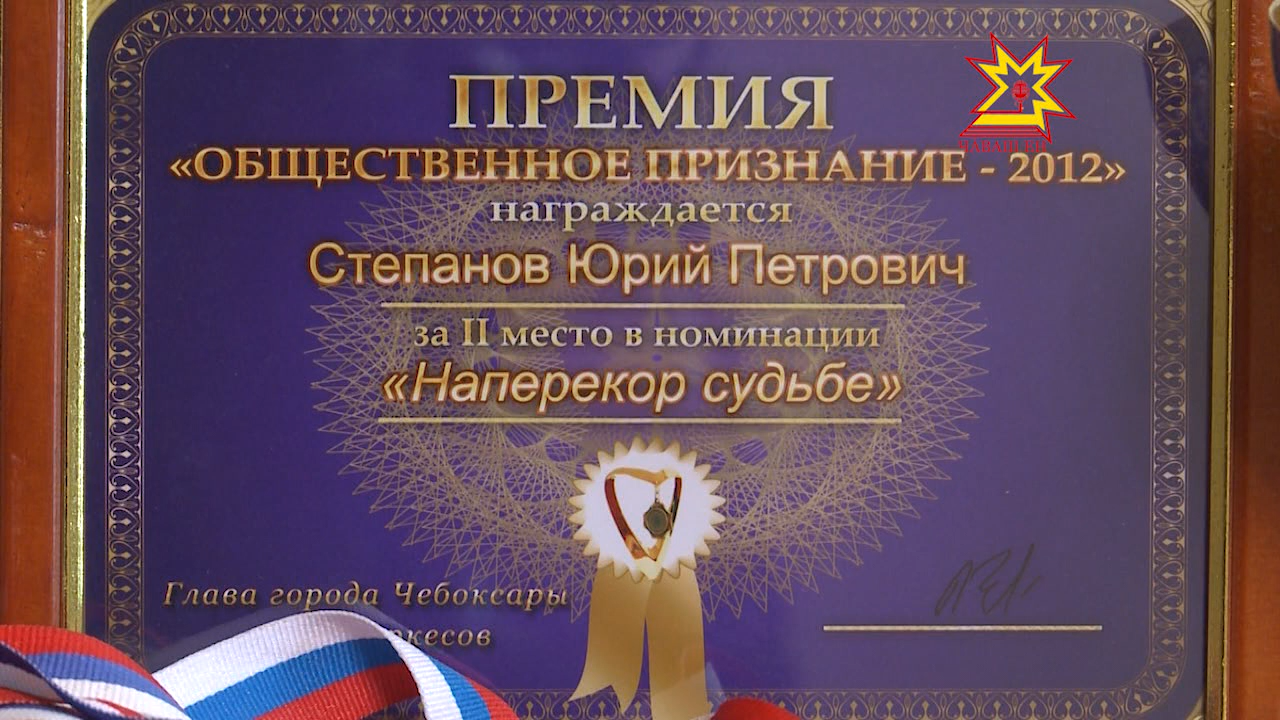 ПРЕМИЯ
«ОБЩЕСТВЕННОЕ ПРИЗНАНИЕ - 2012»
награждается
Степанов Юрий Петрович
за II место в номинации
«Наперекор судьбе»
Глава города Чебоксары